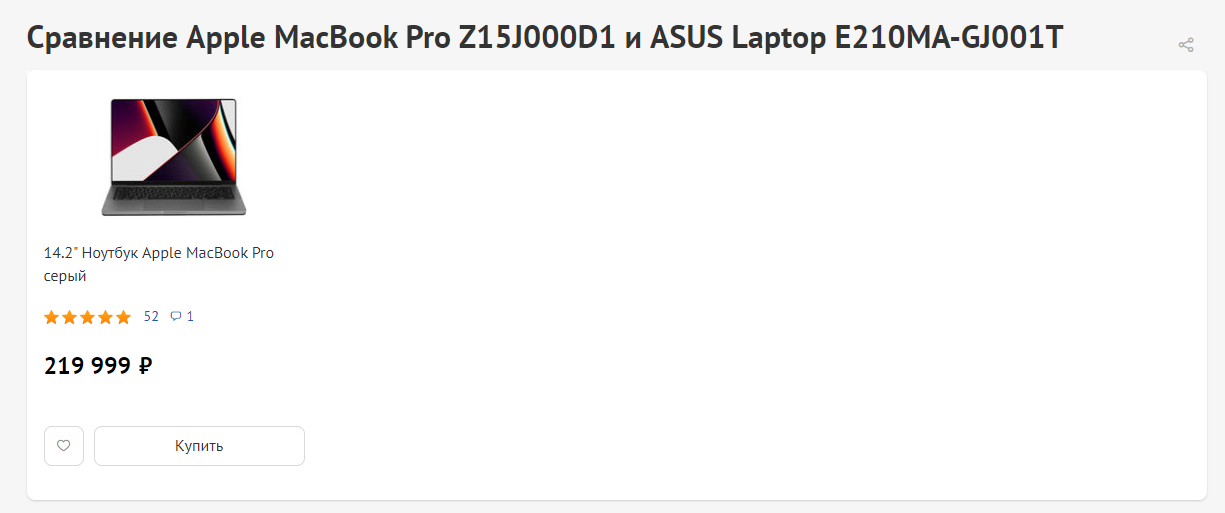 Сравнение Apple MacBook Pro Z15J000D1 и ASUS Laptop E210MA-GJ001T
14.2" Ноутбук Apple MacBook Pro
серый
52 1
219 999 ₽
Купить